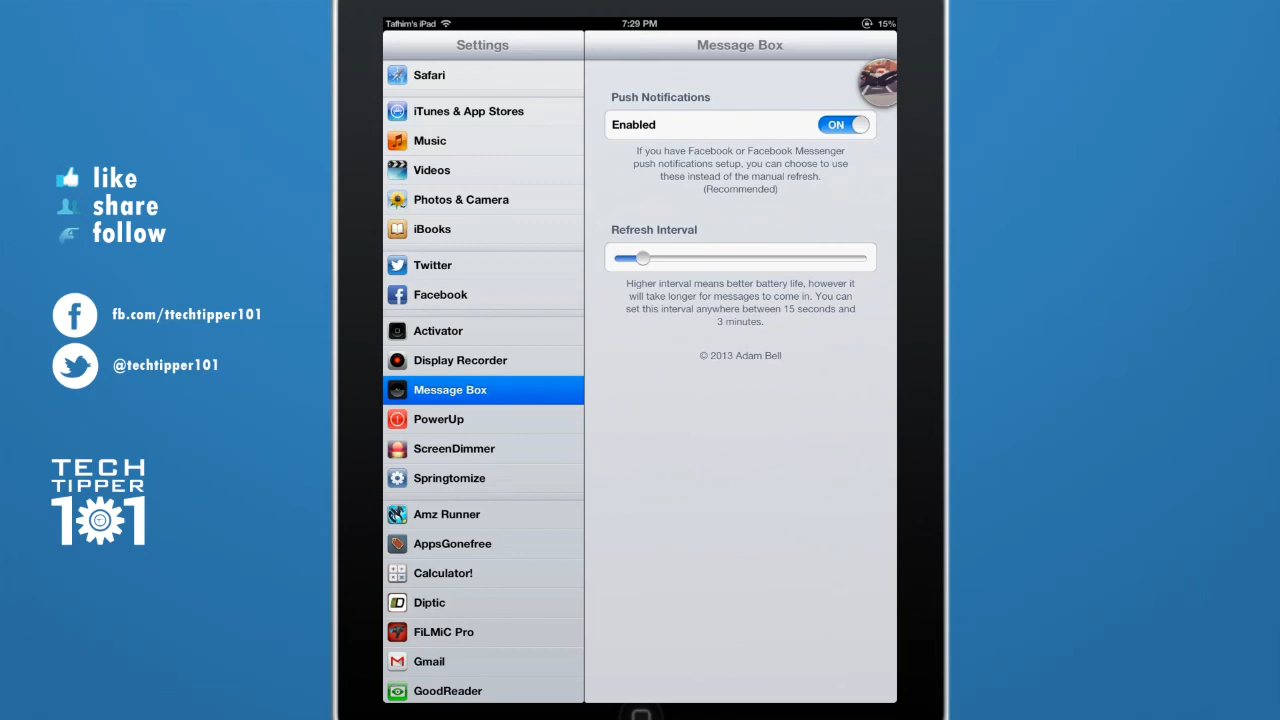 like
share
follow
fb.com/ttechtipper101
@techtipper101
TECH
TIPPER
101
Tafhim's iPad
7:29 PM
15%
Settings
Safari
iTunes & App Stores
Music
Videos
Photos & Camera
iBooks
Twitter
Facebook
Activator
Display Recorder
Message Box
PowerUp
ScreenDimmer
Springtomize
Amz Runner
AppsGonefree
Calculator!
Diptic
FiLMiC Pro
Gmail
GoodReader
Message Box
Push Notifications
Enabled
ON
If you have Facebook or Facebook Messenger
push notifications setup, you can choose to use
these instead of the manual refresh.
(Recommended)
Refresh Interval
Higher interval means better battery life, however it
will take longer for messages to come in. You can
set this interval anywhere between 15 seconds and
3 minutes.
© 2013 Adam Bell